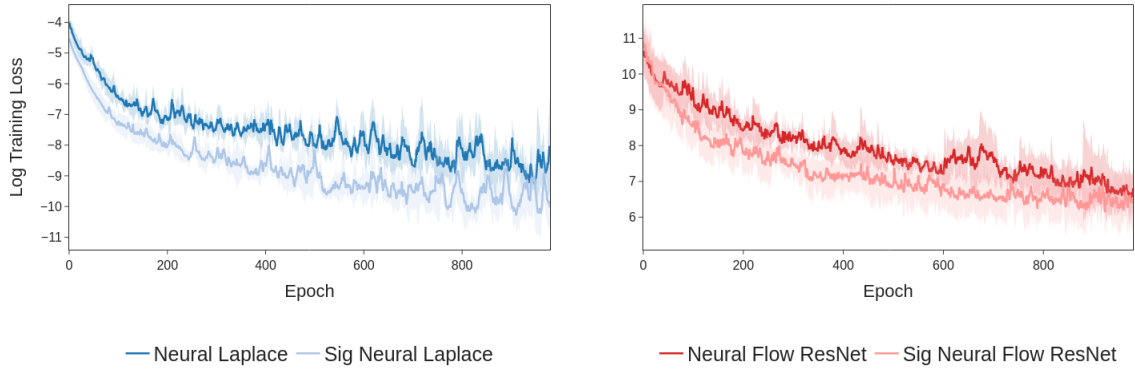 Log Training Loss
−4
−5
−6
−7
−8
−9
−10
−11
0 200 400 600 800
Epoch
Neural Laplace Sig Neural Laplace
11
10
9
8
7
6
0 200 400 600 800
Epoch
Neural Flow ResNet Sig Neural Flow ResNet